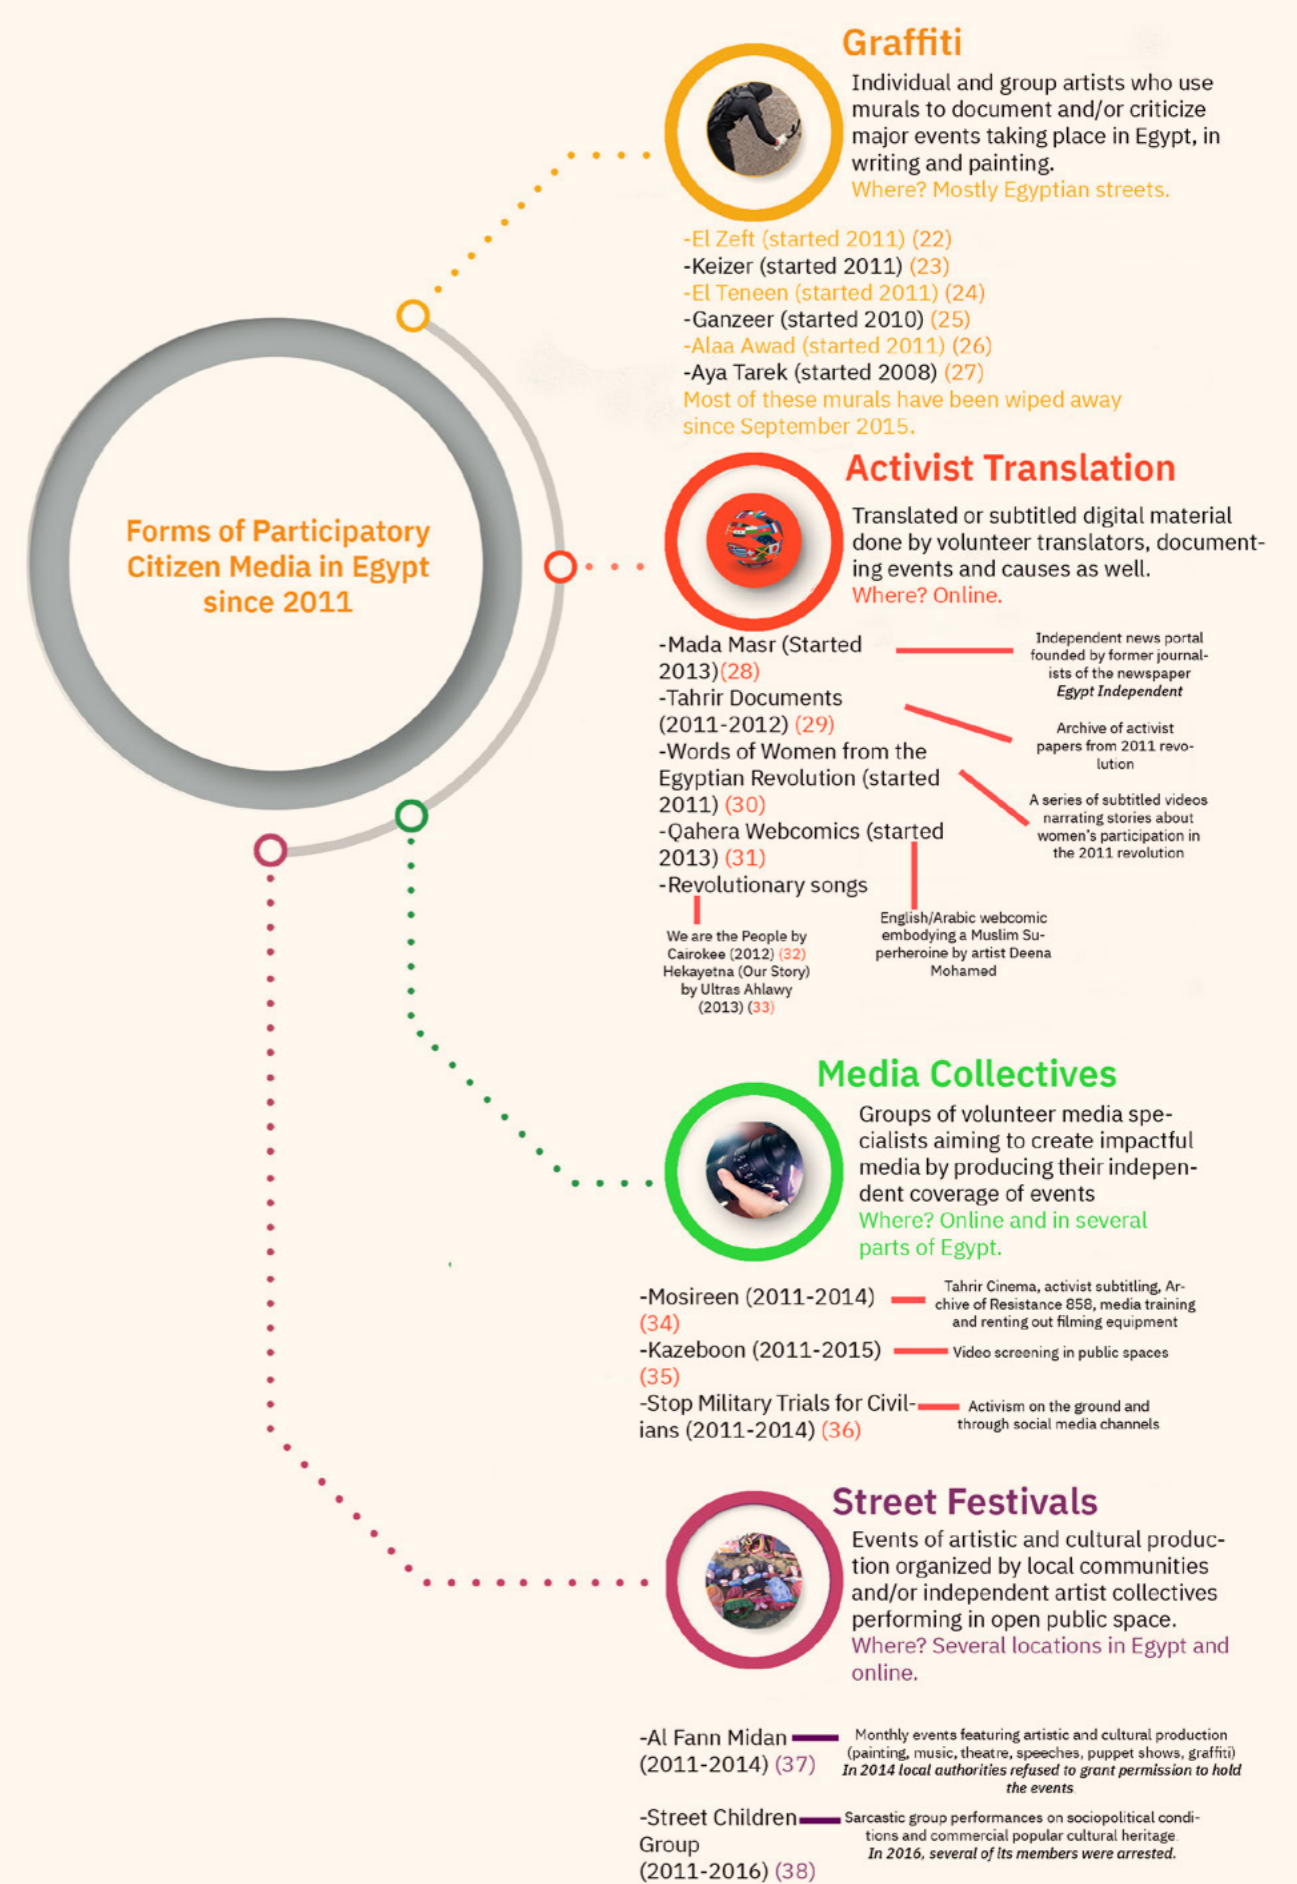 Forms of Participatory
Citizen Media in Egypt
since 2011
Graffiti
Individual and group artists who use
murals to document and/or criticize
major events taking place in Egypt, in
writing and painting.
Where? Mostly Egyptian streets.
-El Zeft (started 2011) (22)
-Keizer (started 2011) (23)
-El Teneen (started 2011) (24)
-Ganzeer (started 2010) (25)
-Alaa Awad (started 2011) (26)
-Aya Tarek (started 2008) (27)
Most of these murals have been wiped away
since September 2015.
Activist Translation
Translated or subtitled digital material
done by volunteer translators, document-
ing events and causes as well.
Where? Online.
-Mada Masr (Started
2013)(28)
Independent news portal
founded by former journal-
ists of the newspaper
Egypt Independent
-Tahrir Documents
(2011-2012) (29)
Archive of activist
papers from 2011 revo-
lution
-Words of Women from the
Egyptian Revolution (started
2011) (30)
A series of subtitled videos
narrating stories about
women's participation in
the 2011 revolution
-Qahera Webcomics (started
2013) (31)
English/Arabic webcomic
embodying a Muslim Su-
perheroine by artist Deena
Mohamed
-Revolutionary songs
We are the People by
Cairokee (2012) (32)
Hekayetna (Our Story)
by Ultras Ahlawy
(2013) (33)
Media Collectives
Groups of volunteer media spe-
cialists aiming to create impactful
media by producing their indepen-
dent coverage of events
Where? Online and in several
parts of Egypt.
-Mosireen (2011-2014)
(34)
Tahrir Cinema, activist subtitling, Ar-
chive of Resistance 858, media training
and renting out filming equipment
-Kazeboon (2011-2015)
(35)
Video screening in public spaces
-Stop Military Trials for Civil-
ians (2011-2014) (36)
Activism on the ground and
through social media channels
Street Festivals
Events of artistic and cultural produc-
tion organized by local communities
and/or independent artist collectives
performing in open public space.
Where? Several locations in Egypt and
online.
-Al Fann Midan
(2011-2014) (37)
Monthly events featuring artistic and cultural production
(painting, music, theatre, speeches, puppet shows, graffiti)
In 2014 local authorities refused to grant permission to hold
the events.
-Street Children
Group
(2011-2016) (38)
Sarcastic group performances on sociopolitical condi-
tions and commercial popular cultural heritage.
In 2016, several of its members were arrested.